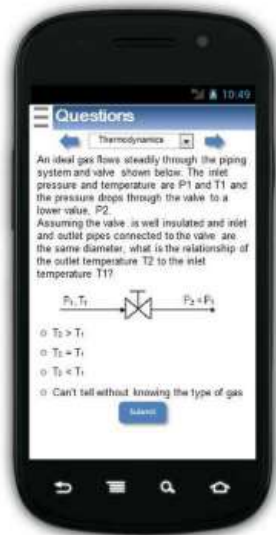 10:49
Questions
Thermodynamics
An ideal gas flows steadily through the piping
system and valve shown below. The inlet
pressure and temperature are P1 and T1 and
the pressure drops through the valve to a
lower value, P2.
Assuming the valve is well insulated and inlet
and outlet pipes connected to the valve are
the same diameter, what is the relationship of
the outlet temperature T2 to the inlet
temperature T1?
P₁, T₁ P₂ < P₁
T₂ > T₁
T₂ = T₁
T₂ < T₁
Can't tell without knowing the type of gas
Submit